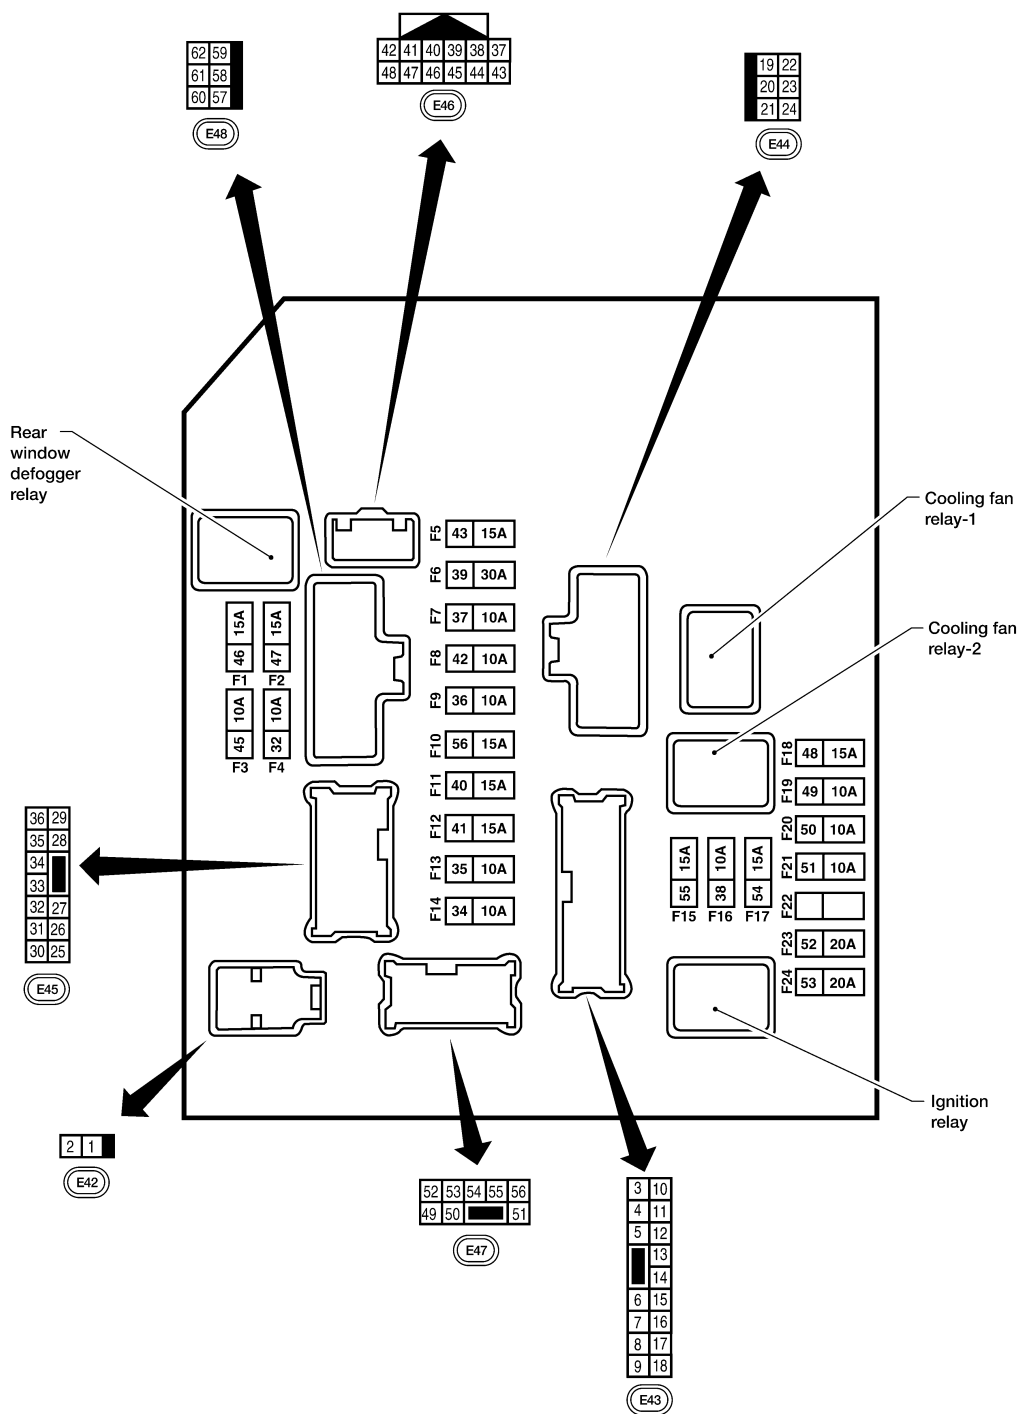 42 41 40 39 38 37
48 47 46 45 44 43
E46
62 59
61 58
60 57
E48
19 22
20 23
21 24
E44
Rear
window
defogger
relay
Cooling fan
relay-1
Cooling fan
relay-2
F5 43 15A
F6 39 30A
F7 37 10A
F8 42 10A
F9 36 10A
F10 56 15A
F11 40 15A
F12 41 15A
F13 35 10A
F14 34 10A
15A 15A
46 47
F1 F2
10A 10A
45 32
F3 F4
F18 48 15A
F19 49 10A
F20 50 10A
F21 51 10A
F22
F23 52 20A
F24 53 20A
15A 10A 15A
55 38 54
F15 F16 F17
36 29
35 28
34
33
32 27
31 26
30 25
E45
Ignition
relay
2 1
E42
52 53 54 55 56
49 50 51
E47
3 10
4 11
5 12
13
14
6 15
7 16
8 17
9 18
E43